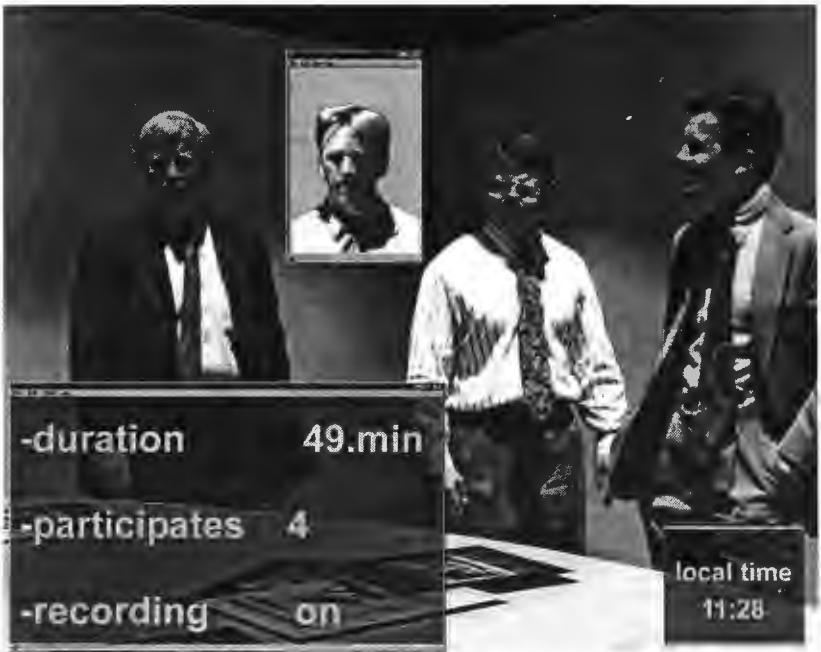 -duration 49.min
-participates 4
-recording on
local time
11:28